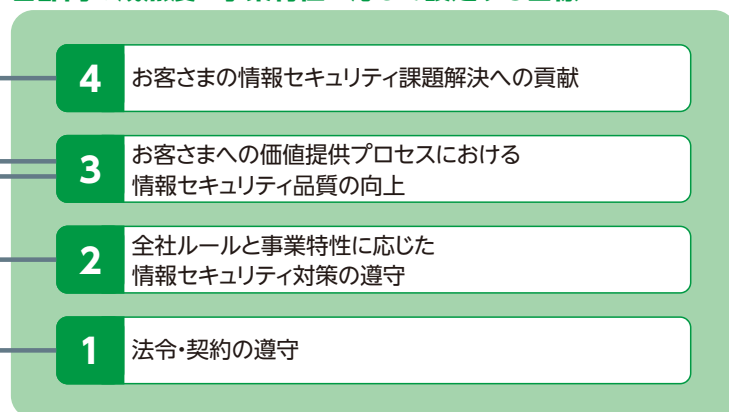 4 お客さまの情報セキュリティ課題解決への貢献
3 お客さまへの価値提供プロセスにおける
情報セキュリティ品質の向上
2 全社ルールと事業特性に応じた
情報セキュリティ対策の遵守
1 法令・契約の遵守